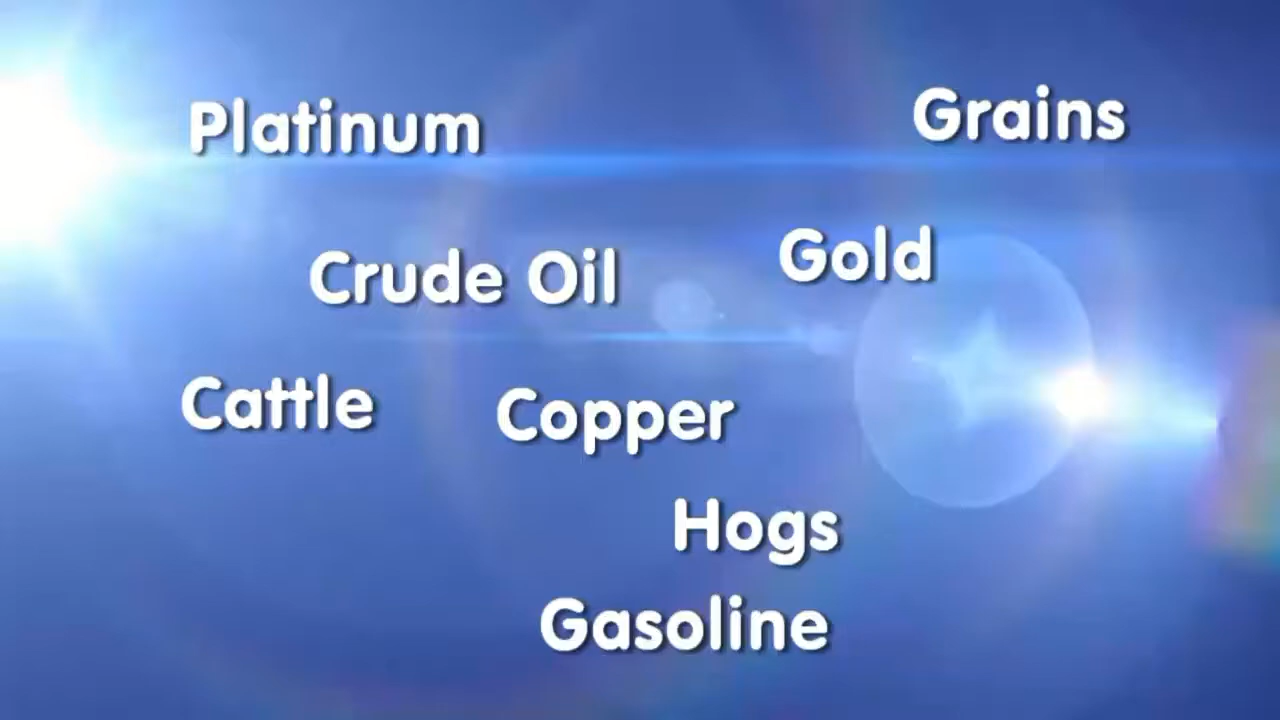 Platinum
Grains
Crude Oil
Gold
Cattle
Copper
Hogs
Gasoline